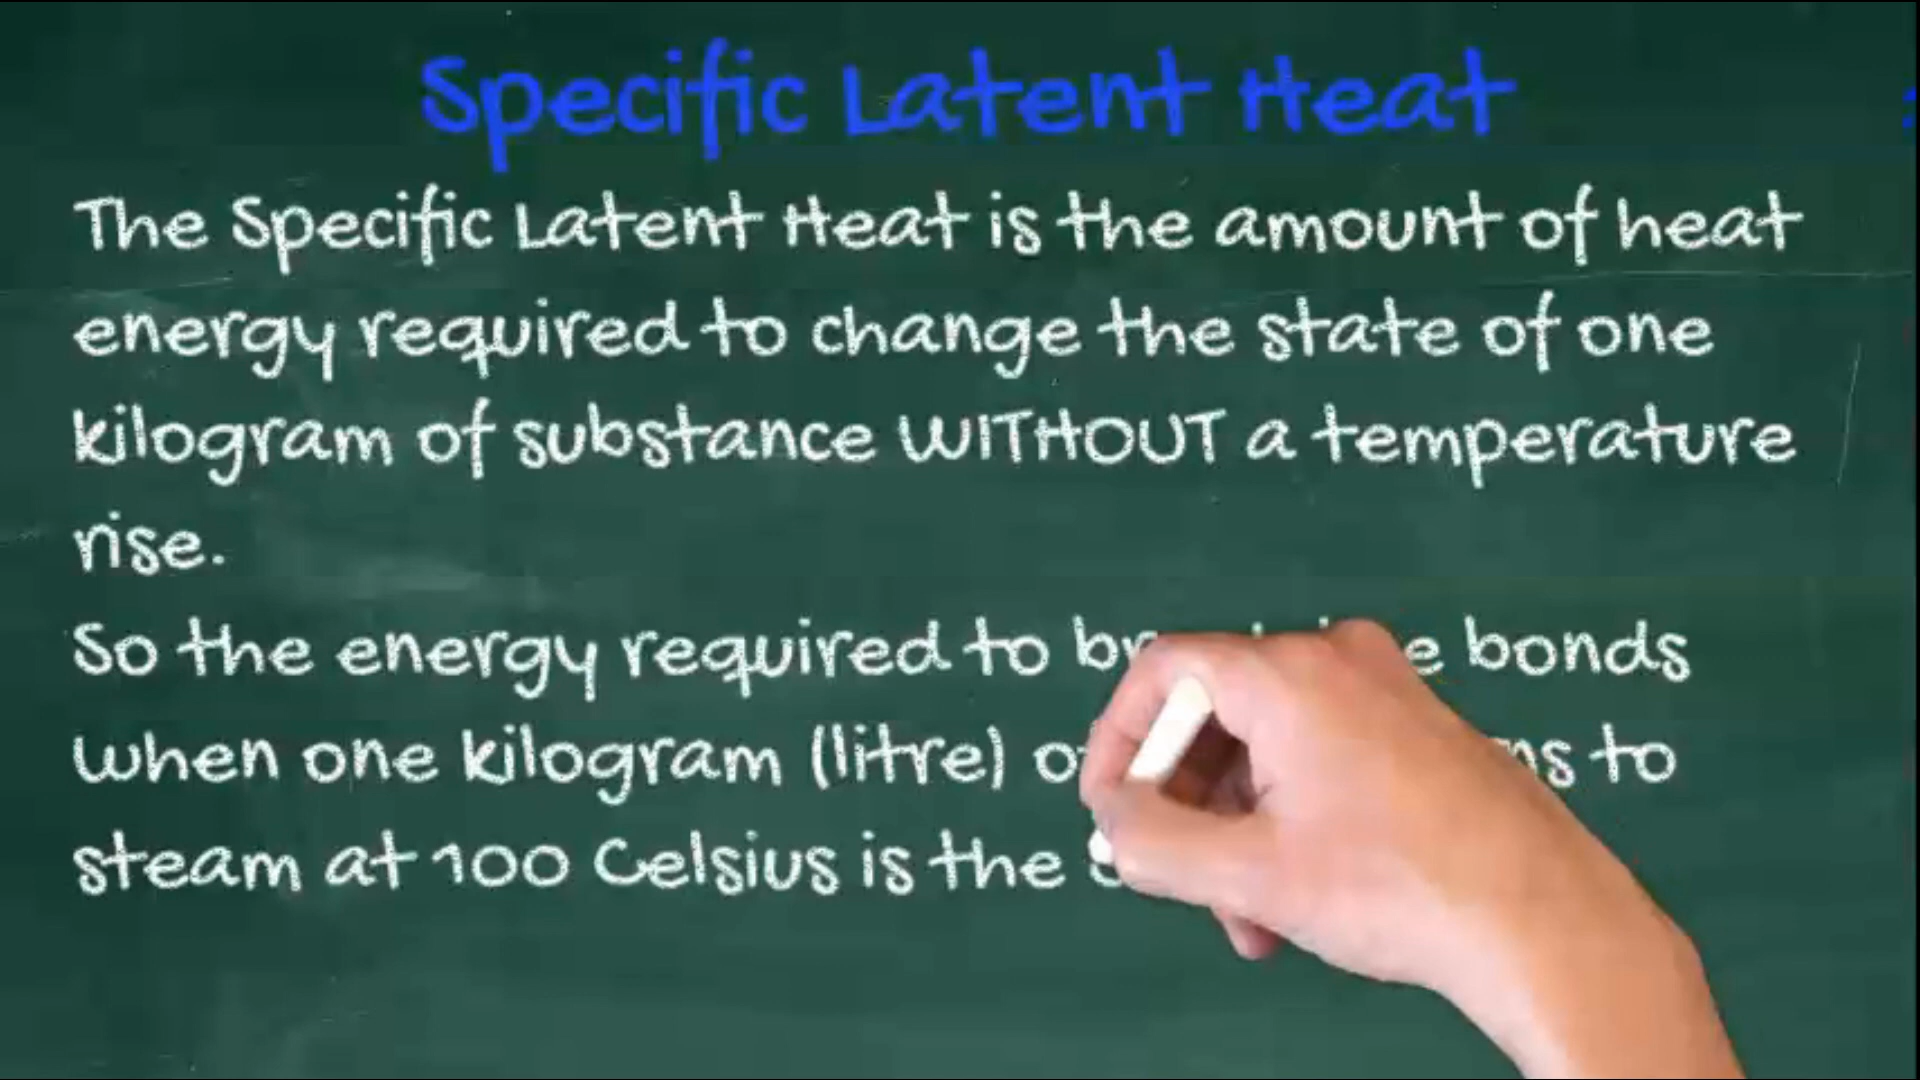 Specific Latent Heat
The Specific Latent Heat is the amount of heat
energy required to change the state of one
kilogram of substance WITHOUT a temperature
rise.
So the energy required to bonds
when one kilogram (litre) to
steam at 100 Celsius is the